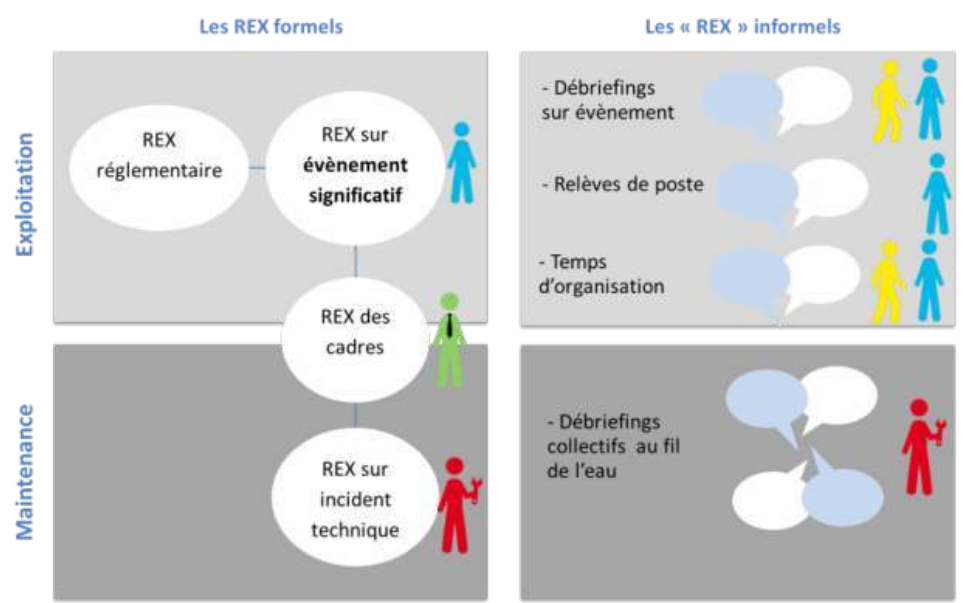 Les REX formels
Les « REX » informels
Exploitation
REX
réglementaire
REX sur
évènement
significatif
- Débriefings
sur évènement
- Relèves de poste
- Temps
d'organisation
REX des
cadres
Maintenance
REX sur
incident
technique
- Débriefings
collectifs au fil
de l'eau